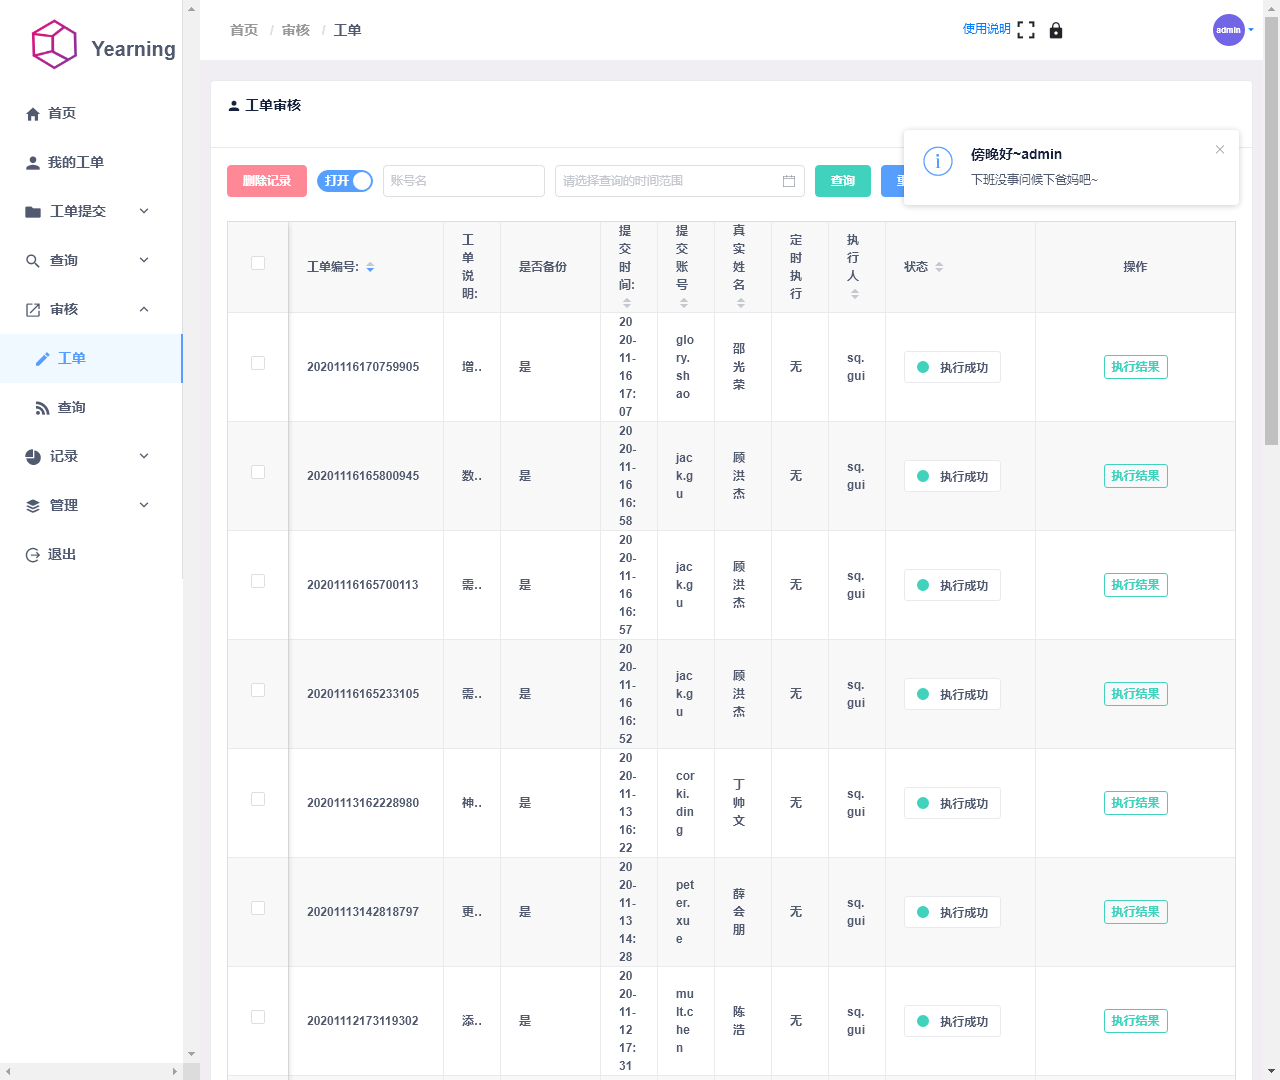 Yearning
首页
我的工单
工单提交
查询
审核
工单
查询
记录
管理
退出
首页 / 审核 / 工单
使用说明
admin
工单审核
傍晚好~admin
下班没事问候下爸妈吧~
删除记录 打开 账号名 请选择查询的时间范围 查询
工单编号: 工单说明: 是否备份 提交时间: 提交账号 真实姓名 定时执行 执行人 状态 操作
20201116170759905 增.. 是 2020-11-16 17:07 glory.shao 邵光荣 无 sq.gui 执行成功 执行结果
20201116165800945 数.. 是 2020-11-16 16:58 jack.gu 顾洪杰 无 sq.gui 执行成功 执行结果
20201116165700113 需.. 是 2020-11-16 16:57 jack.gu 顾洪杰 无 sq.gui 执行成功 执行结果
20201116165233105 需.. 是 2020-11-16 16:52 jack.gu 顾洪杰 无 sq.gui 执行成功 执行结果
20201113162228980 神.. 是 2020-11-13 16:22 corki.ding 丁帅文 无 sq.gui 执行成功 执行结果
20201113142818797 更.. 是 2020-11-13 14:28 peter.xue 薛会朋 无 sq.gui 执行成功 执行结果
20201112173119302 添.. 是 2020-11-12 17:31 mult.chen 陈浩 无 sq.gui 执行成功 执行结果